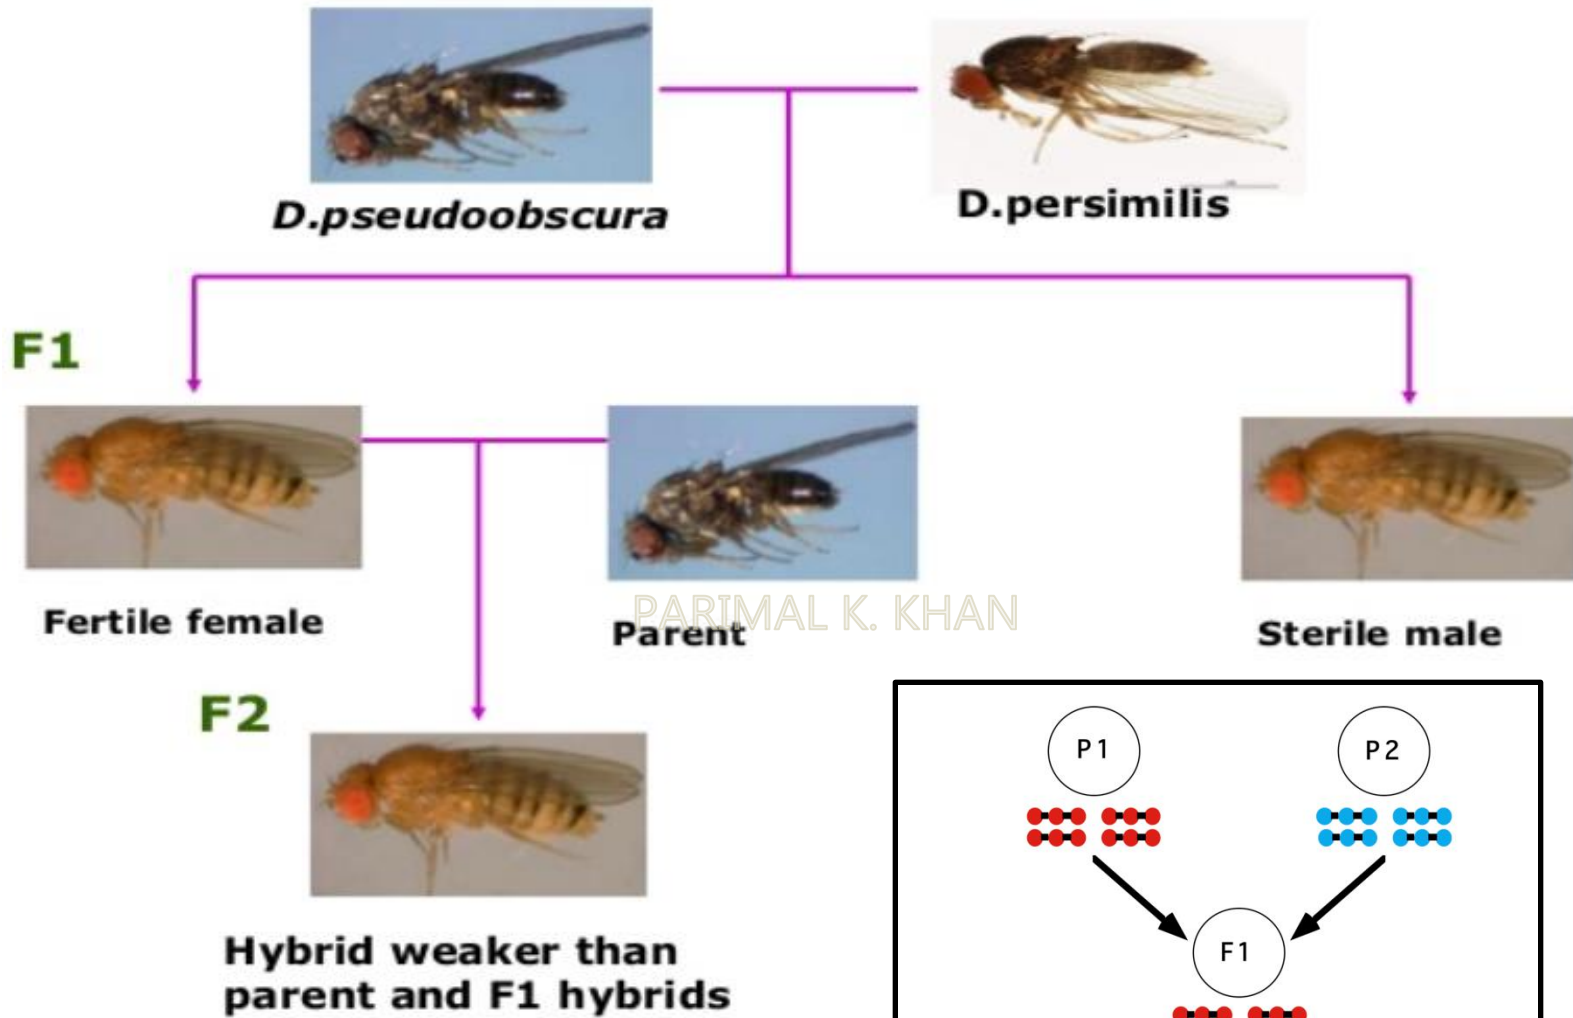 D.pseudoobscura
D.persimilis
F1
Fertile female
Parent
Sterile male
PARIMAL K. KHAN
F2
Hybrid weaker than
parent and F1 hybrids
P1
P2
F1